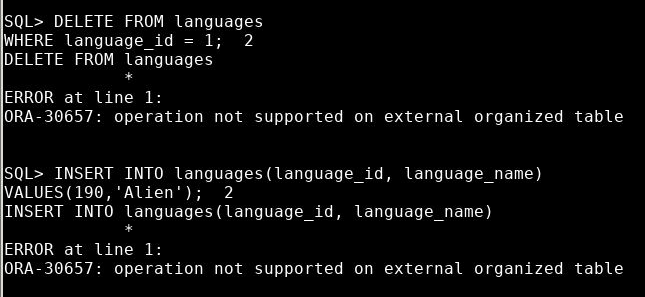 SQL> DELETE FROM languages
WHERE language_id = 1;  2
DELETE FROM languages
            *
ERROR at line 1:
ORA-30657: operation not supported on external organized table
SQL> INSERT INTO languages(language_id, language_name)
VALUES(190,'Alien');  2
INSERT INTO languages(language_id, language_name)
            *
ERROR at line 1:
ORA-30657: operation not supported on external organized table